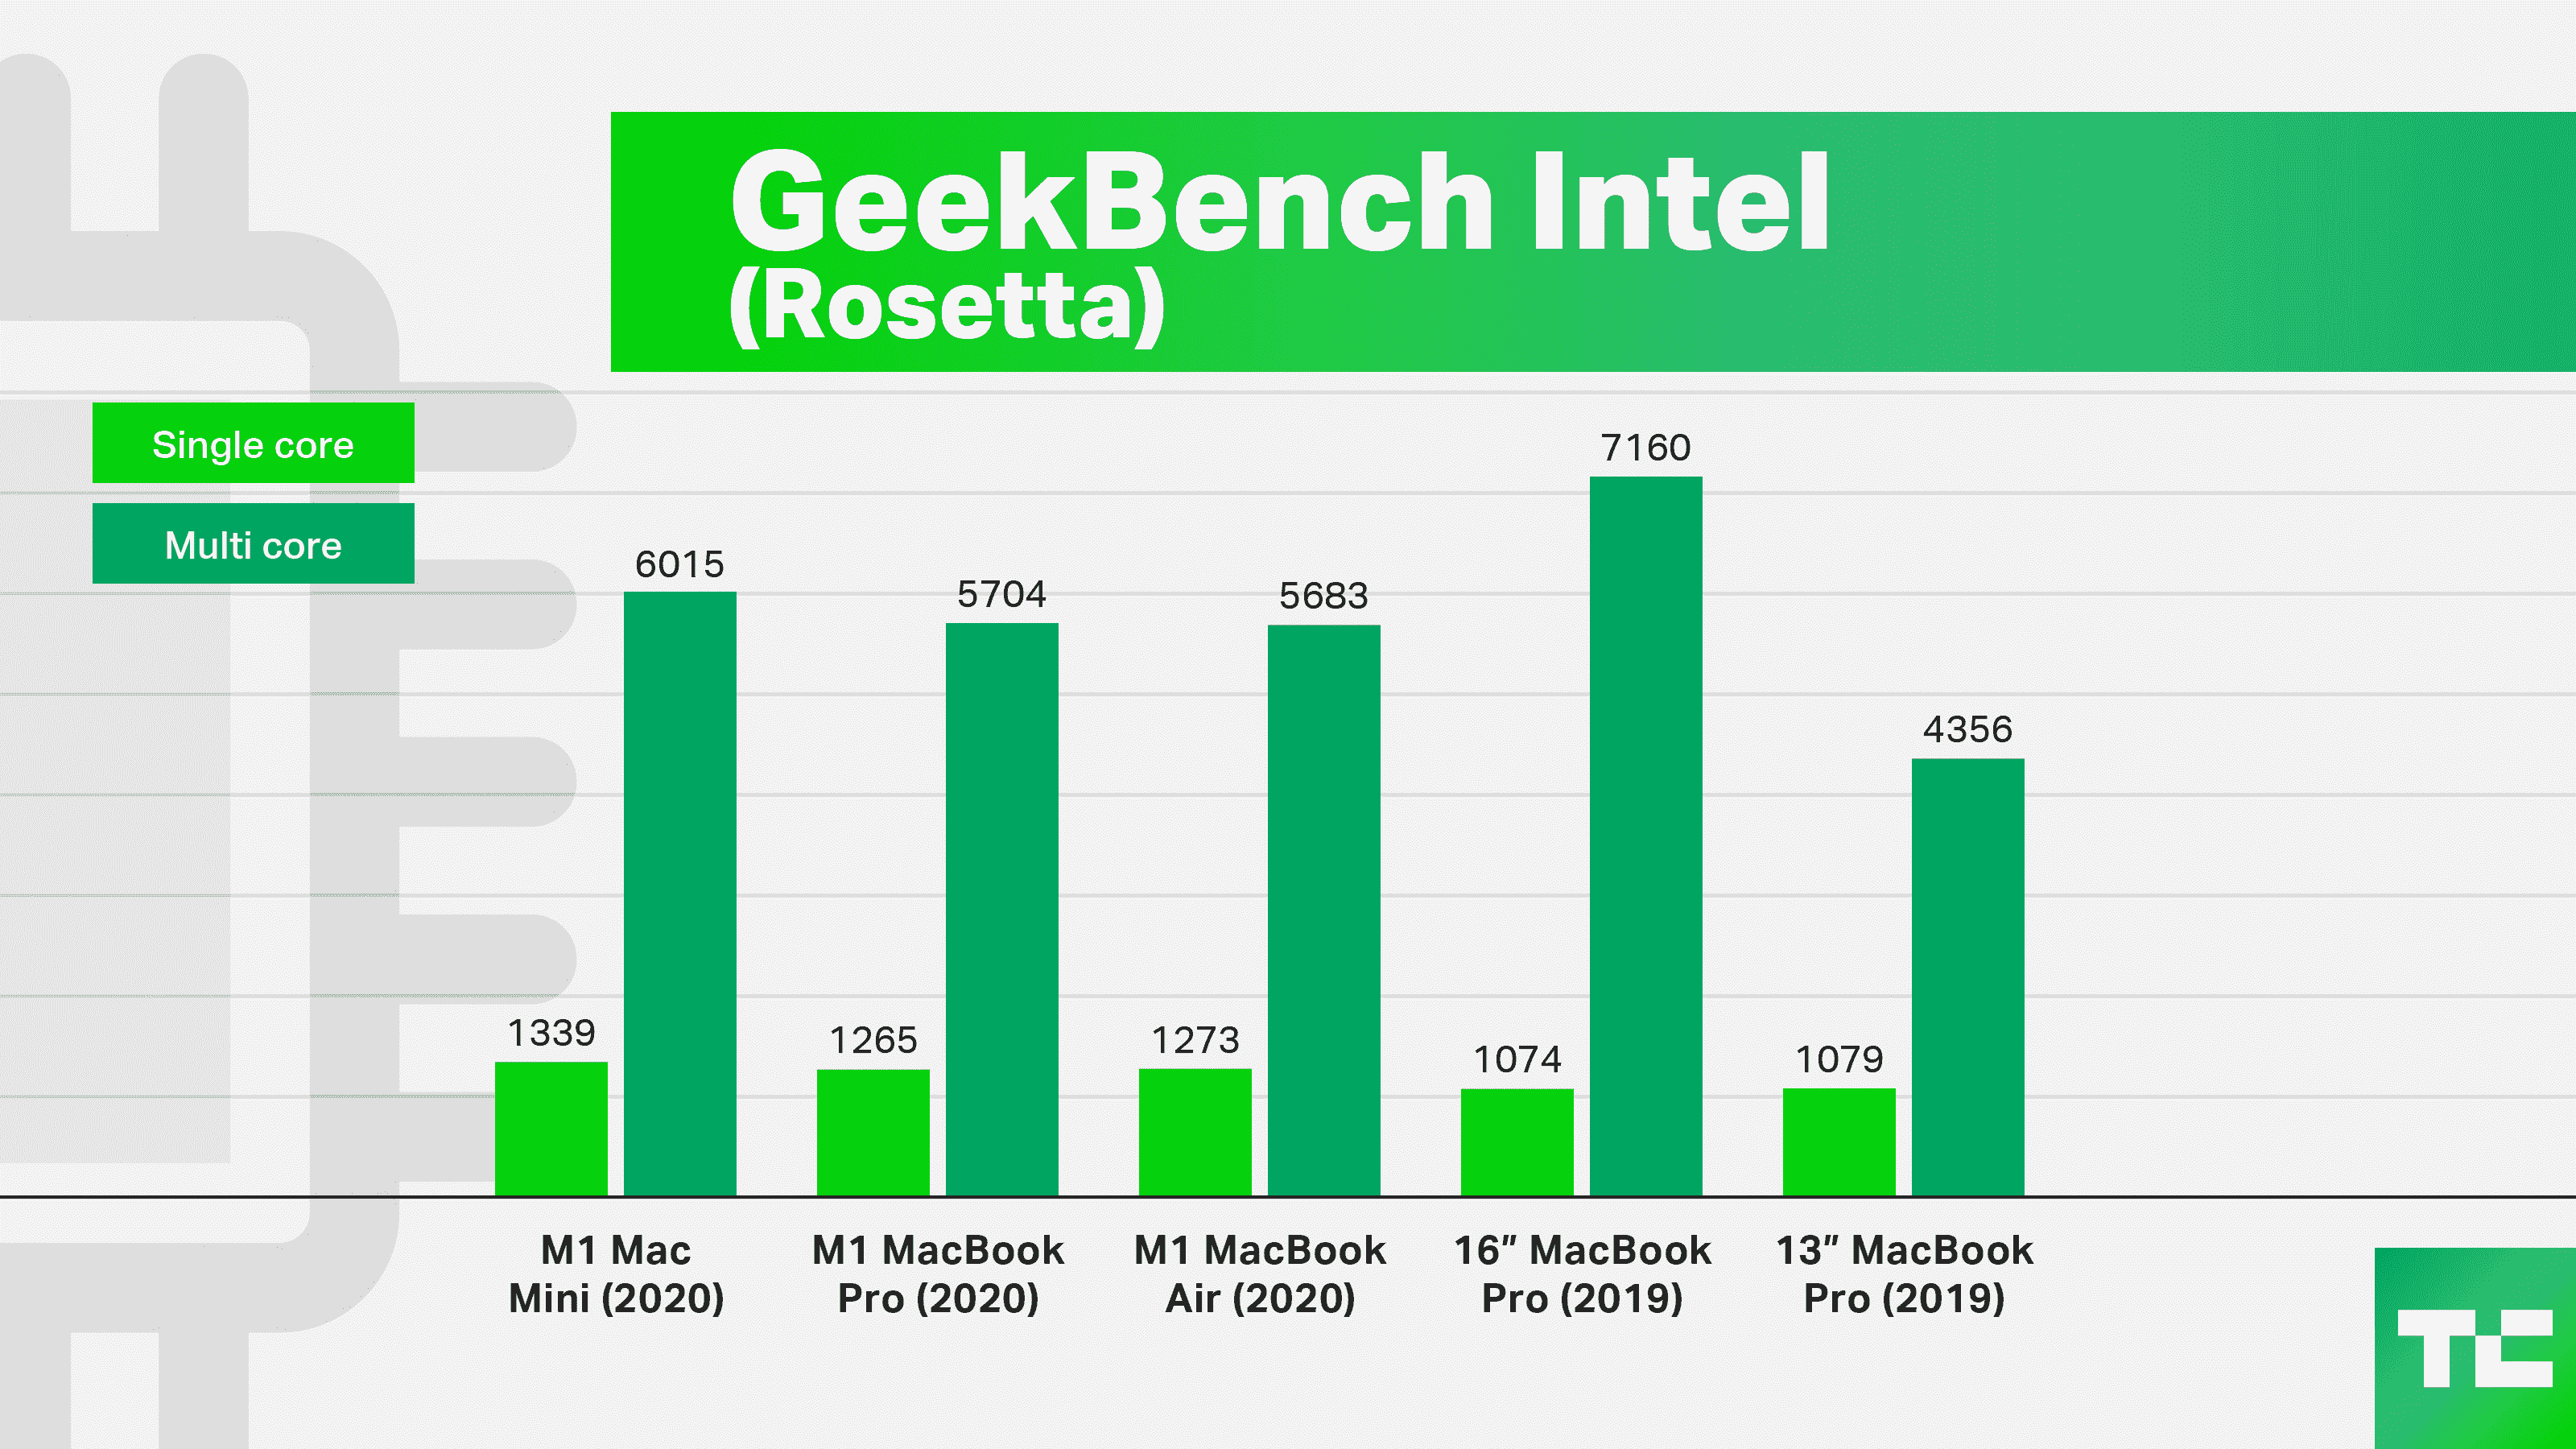 GeekBench Intel
(Rosetta)
Single core
Multi core
7160
6015
5704
5683
4356
1339
1265
1273
1074
1079
M1 Mac
Mini (2020)
M1 MacBook
Pro (2020)
M1 MacBook
Air (2020)
16″ MacBook
Pro (2019)
13″ MacBook
Pro (2019)
TC